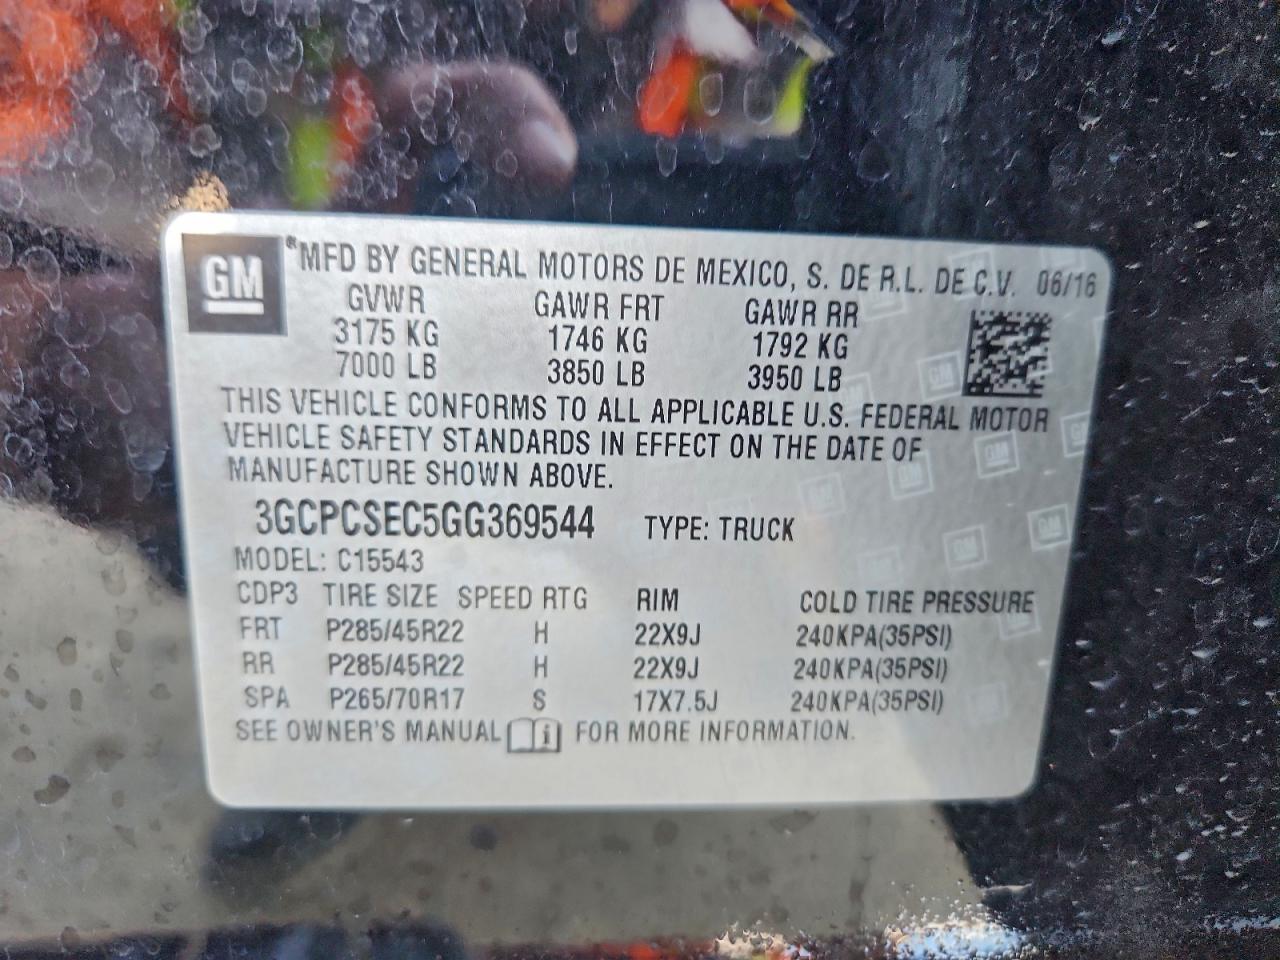 GM ®MFD BY GENERAL MOTORS DE MEXICO, S. DE R.L. DE C.V. 06/16
GVWR GAWR FRT GAWR RR
3175 KG 1746 KG 1792 KG
7000 LB 3850 LB 3950 LB
THIS VEHICLE CONFORMS TO ALL APPLICABLE U.S. FEDERAL MOTOR
VEHICLE SAFETY STANDARDS IN EFFECT ON THE DATE OF
MANUFACTURE SHOWN ABOVE.
3GCPCSEC5GG369544 TYPE: TRUCK
MODEL: C15543
CDP3 TIRE SIZE SPEED RTG RIM COLD TIRE PRESSURE
FRT P285/45R22 H 22X9J 240KPA(35PSI)
RR P285/45R22 H 22X9J 240KPA(35PSI)
SPA P265/70R17 S 17X7.5J 240KPA(35PSI)
SEE OWNER'S MANUAL i FOR MORE INFORMATION.